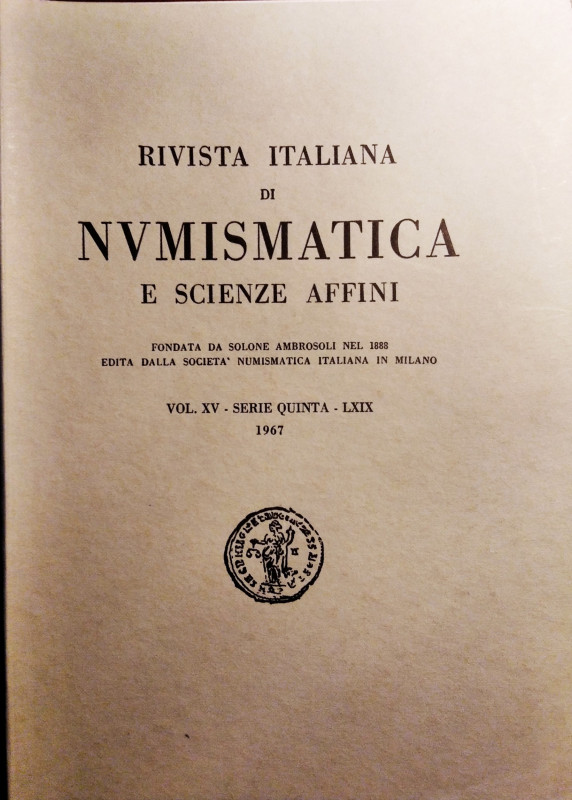 RIVISTA ITALIANA
DI
NVMISMATICA
E SCIENZE AFFINI
FONDATA DA SOLONE AMBROSOLI NEL 1888
EDITA DALLA SOCIETA' NUMISMATICA ITALIANA IN MILANO
VOL. XV - SERIE QUINTA - LXIX
1967